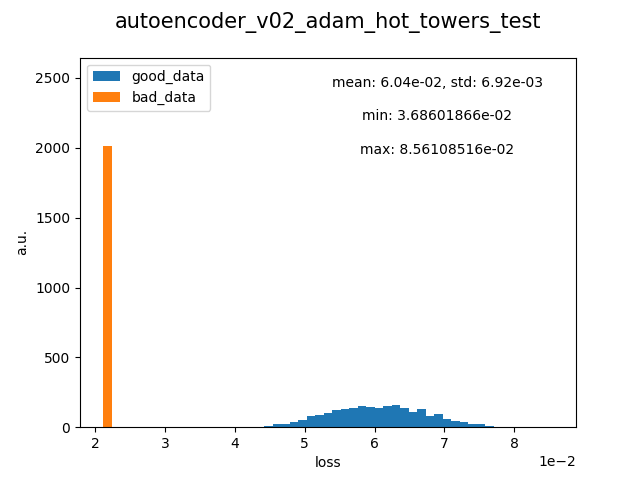 autoencoder_v02_adam_hot_towers_test
good_data
bad_data
mean: 6.04e-02, std: 6.92e-03
min: 3.68601866e-02
max: 8.56108516e-02
2500
2000
1500
1000
500
0
a.u.
2 3 4 5 6 7 8
loss
1e−2